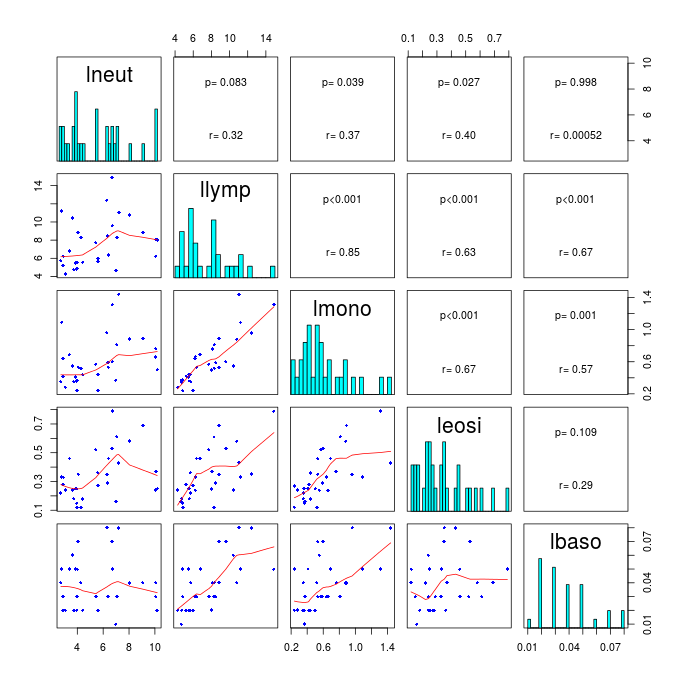 4 6 8 10 14
0.1 0.3 0.5 0.7
lneut
p= 0.083
r= 0.32
p= 0.039
r= 0.37
p= 0.027
r= 0.40
p= 0.998
r= 0.00052
4 6 8 10
4 6 8 10 14
llymp
p<0.001
r= 0.85
p<0.001
r= 0.63
p<0.001
r= 0.67
lmono
p<0.001
r= 0.67
p= 0.001
r= 0.57
0.2 0.6 1.0 1.4
0.1 0.3 0.5 0.7
leosi
p= 0.109
r= 0.29
lbaso
0.01 0.04 0.07
4 6 8 10
0.2 0.6 1.0 1.4
0.01 0.04 0.07